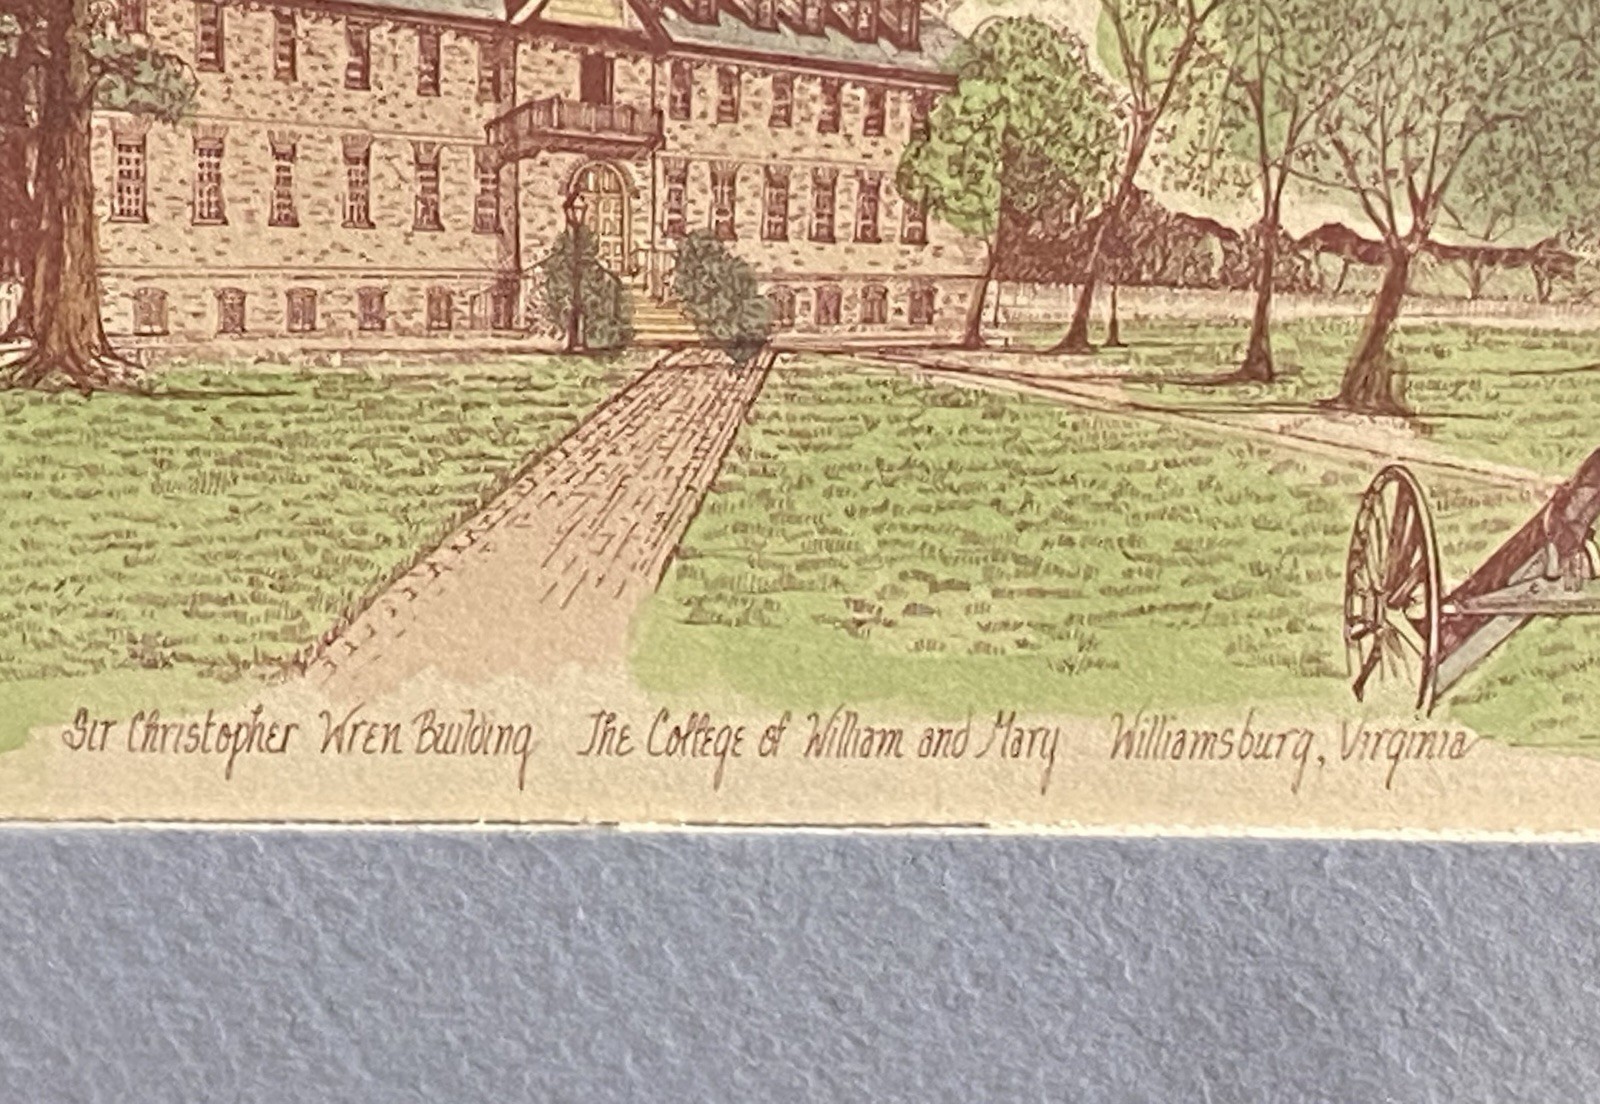 Sir Christopher Wren Building The College of William and Mary Williamsburg, Virginia